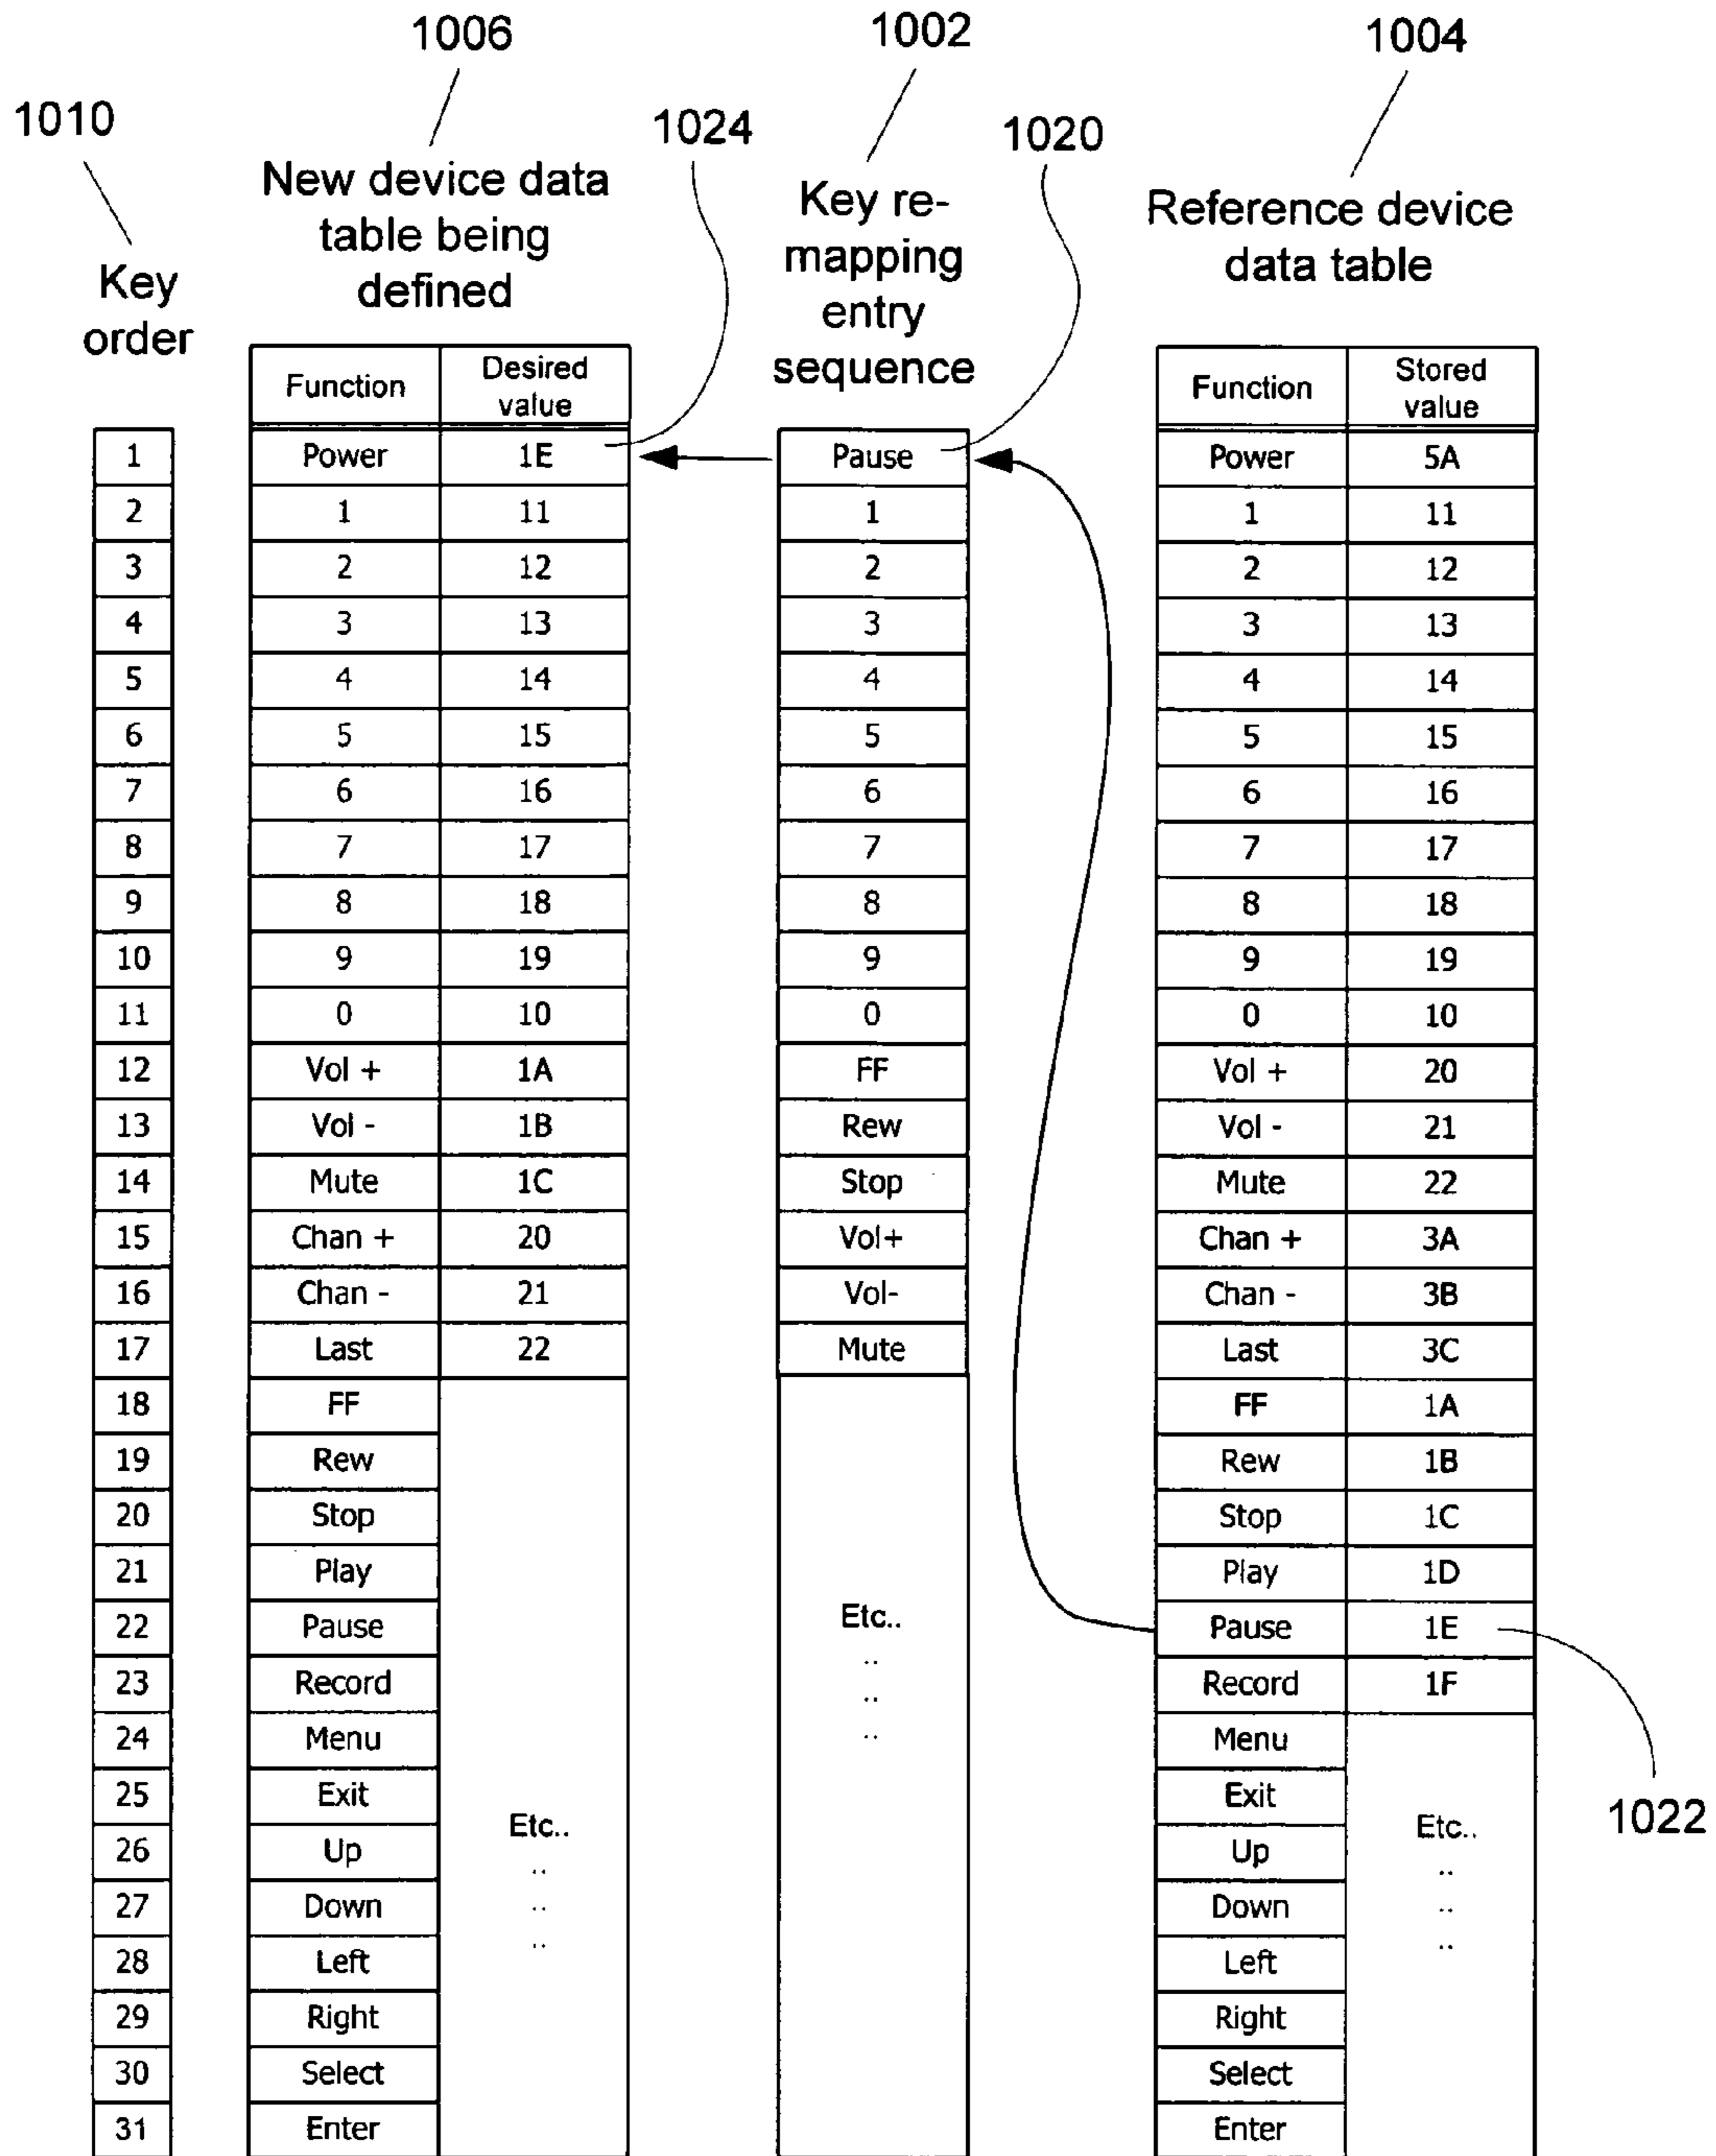 1006
1002
1004
1010
1024
1020
New device data
table being
defined
Key re-
mapping
entry
sequence
Reference device
data table
Key
order
Function Desired value Function Stored value
1 Power 1E Pause Power 5A
2 1 11 1 1 11
3 2 12 2 2 12
4 3 13 3 3 13
5 4 14 4 4 14
6 5 15 5 5 15
7 6 16 6 6 16
8 7 17 7 7 17
9 8 18 8 8 18
10 9 19 9 9 19
11 0 10 0 0 10
12 Vol + 1A FF Vol + 20
13 Vol - 1B Rew Vol - 21
14 Mute 1C Stop Mute 22
15 Chan + 20 Vol+ Chan + 3A
16 Chan - 21 Vol- Chan - 3B
17 Last 22 Mute Last 3C
18 FF FF 1A
19 Rew Rew 1B
20 Stop Stop 1C
21 Play Play 1D
22 Pause Etc.. Pause 1E
23 Record .. Record 1F
.. 
24 Menu .. Menu
25 Exit Exit
Etc.. Etc.. 1022
26 Up .. Up ..
27 Down .. Down ..
28 Left .. Left ..
29 Right Right
30 Select Select
31 Enter Enter